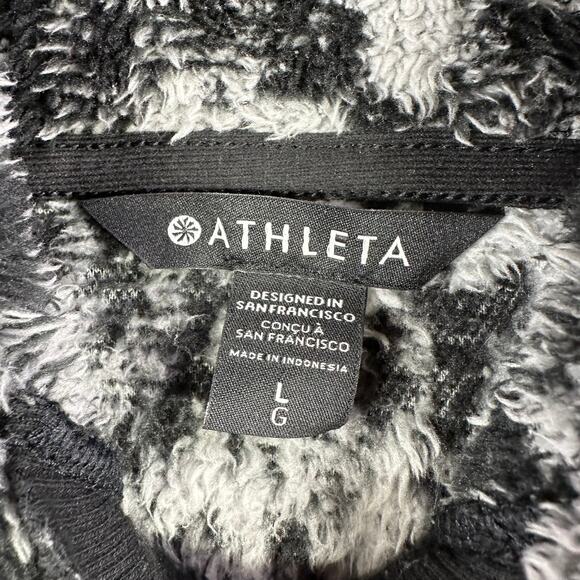 ATHLETA
DESIGNED IN
SAN FRANCISCO
CONÇU À
SAN FRANCISCO
MADE IN INDONESIA
L
G